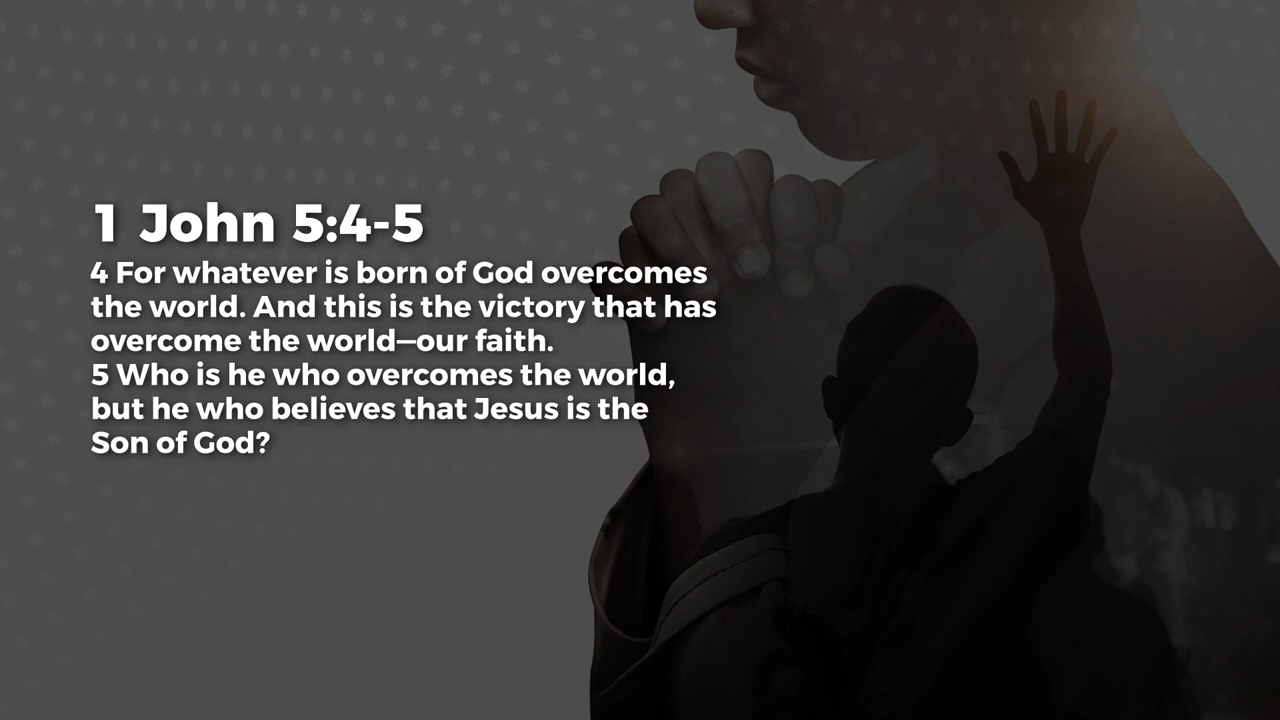 1 John 5:4-5
4 For whatever is born of God overcomes
the world. And this is the victory that has
overcome the world—our faith.
5 Who is he who overcomes the world,
but he who believes that Jesus is the
Son of God?